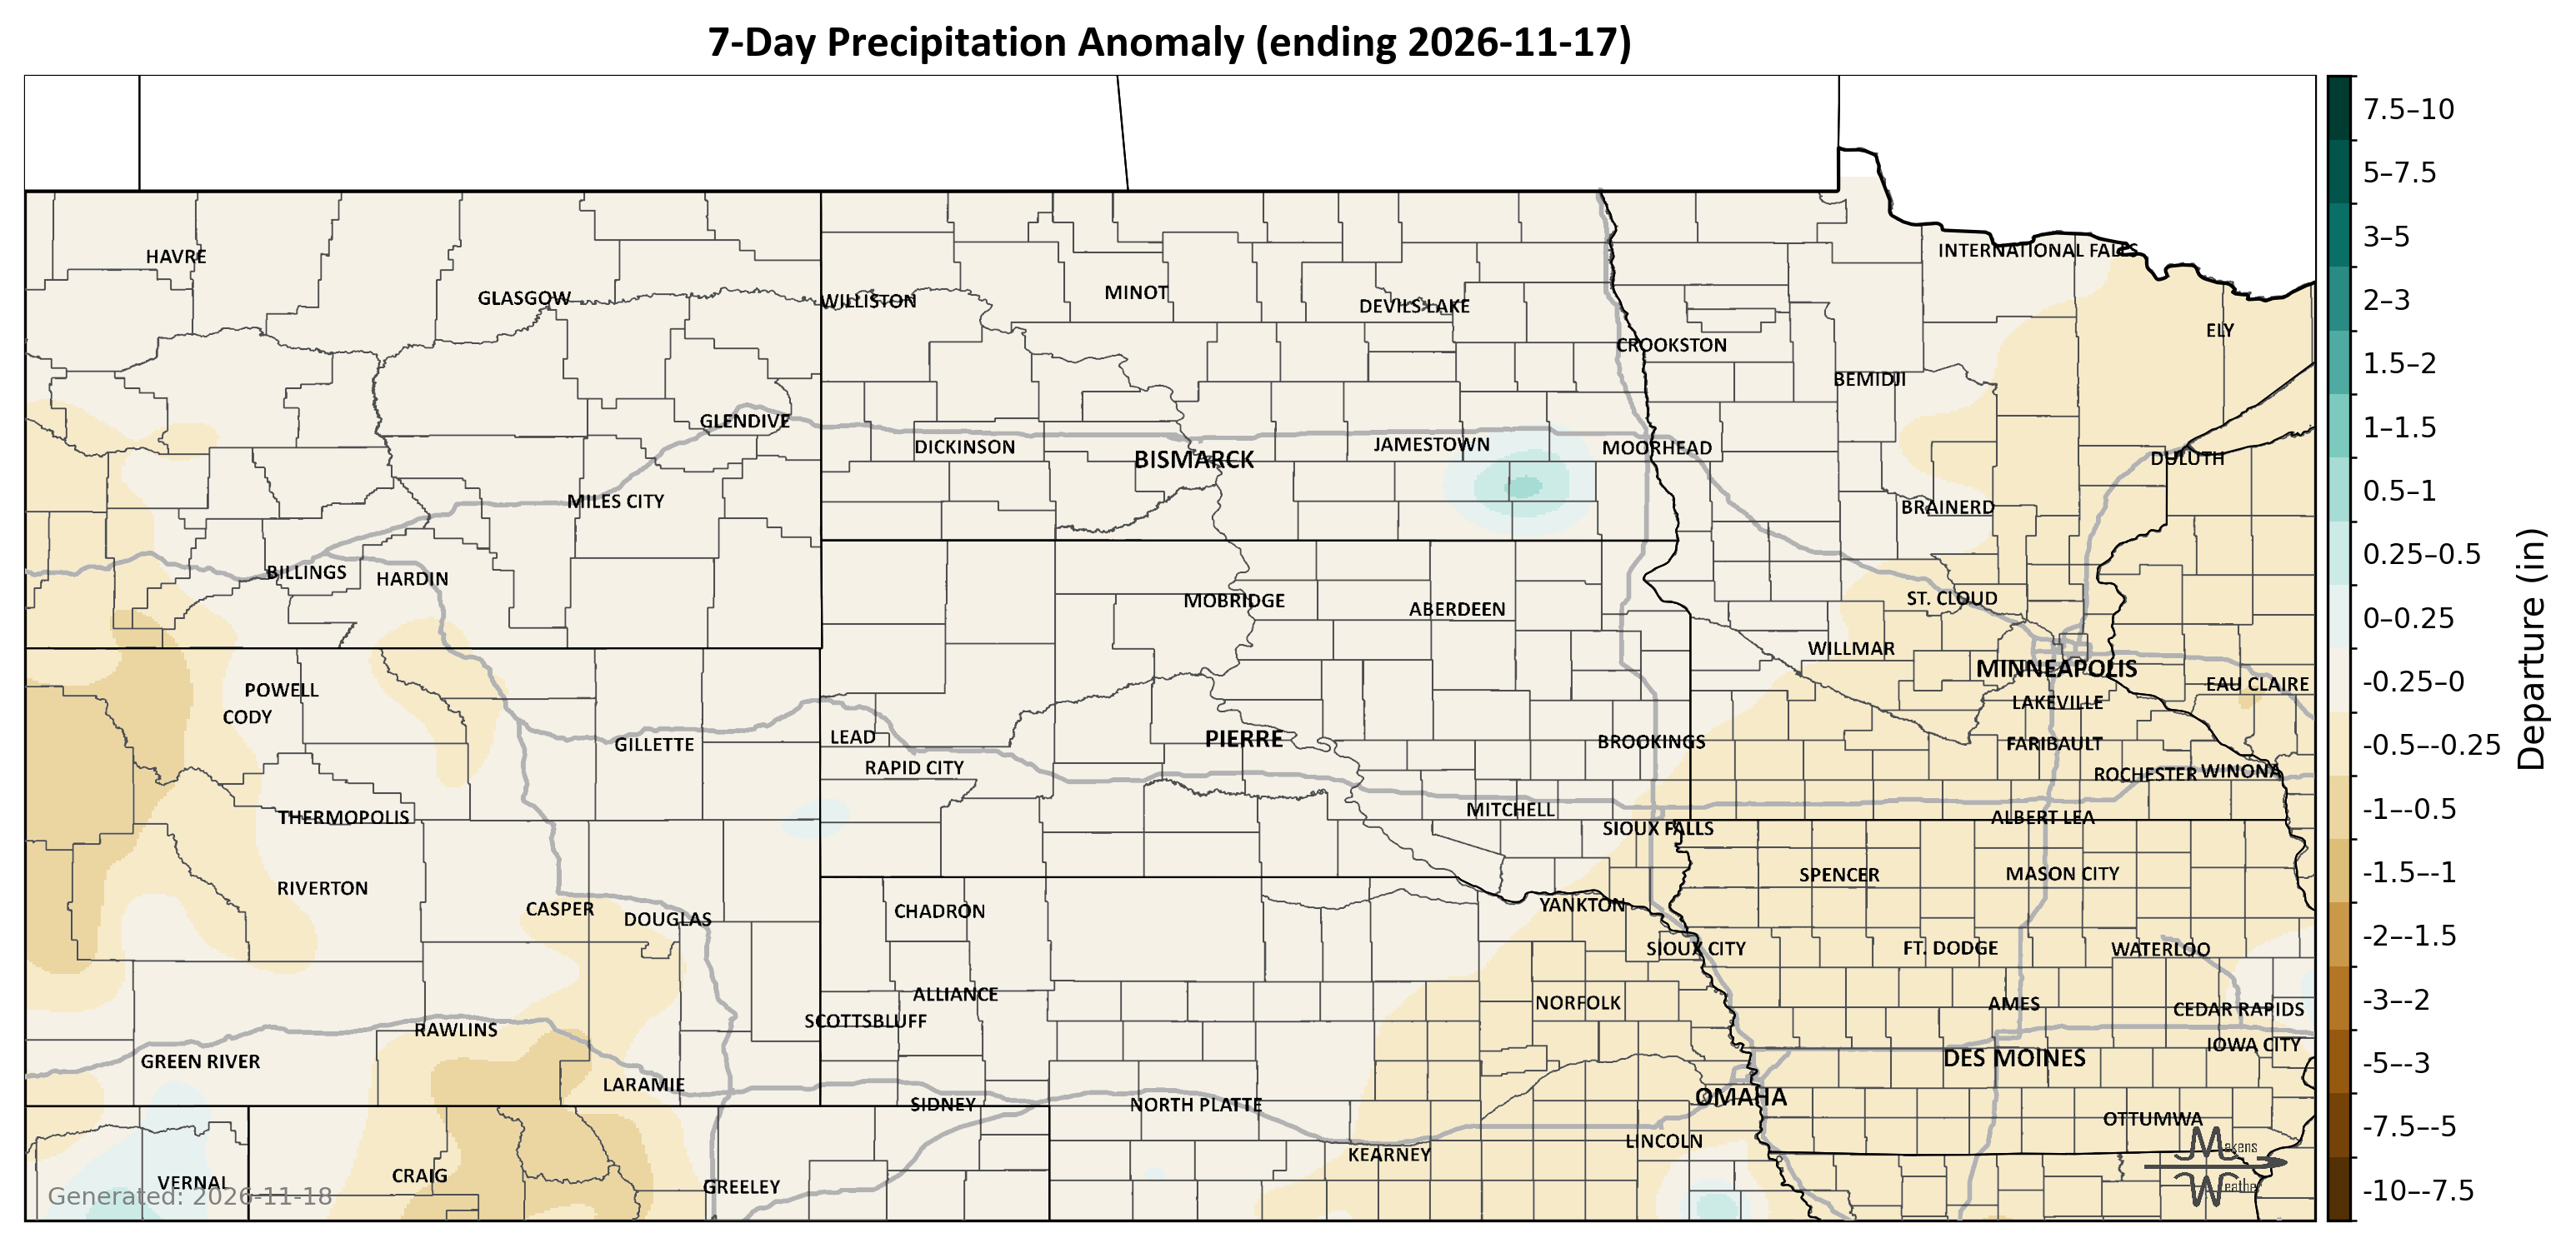 7-Day Precipitation Anomaly (ending 2026-11-17)
HAVRE
INTERNATIONAL FALLS
GLASGOW
WILLISTON
MINOT
DEVILS LAKE
ELY
CROOKSTON
BEMIDJI
GLENDIVE
DICKINSON
BISMARCK
JAMESTOWN
MOORHEAD
DULUTH
MILES CITY
BRAINERD
BILLINGS
HARDIN
MOBRIDGE
ABERDEEN
ST. CLOUD
WILLMAR
MINNEAPOLIS
POWELL
EAU CLAIRE
CODY
LAKEVILLE
GILLETTE
LEAD
PIERRE
BROOKINGS
FARIBAULT
RAPID CITY
ROCHESTER
WINONA
THERMOPOLIS
MITCHELL
ALBERT LEA
SIOUX FALLS
RIVERTON
SPENCER
MASON CITY
CASPER
DOUGLAS
CHADRON
YANKTON
SIOUX CITY
FT. DODGE
WATERLOO
ALLIANCE
NORFOLK
AMES
CEDAR RAPIDS
SCOTTSBLUFF
RAWLINS
GREEN RIVER
DES MOINES
IOWA CITY
LARAMIE
SIDNEY
NORTH PLATTE
OMAHA
OTTUMWA
LINCOLN
KEARNEY
VERNAL
CRAIG
GREELEY
Generated: 2026-11-18
Makens
Weather
7.5–10
5–7.5
3–5
2–3
1.5–2
1–1.5
0.5–1
0.25–0.5
0–0.25
-0.25–0
-0.5–-0.25
-1–-0.5
-1.5–-1
-2–-1.5
-3–-2
-5–-3
-7.5–-5
-10–-7.5
Departure (in)